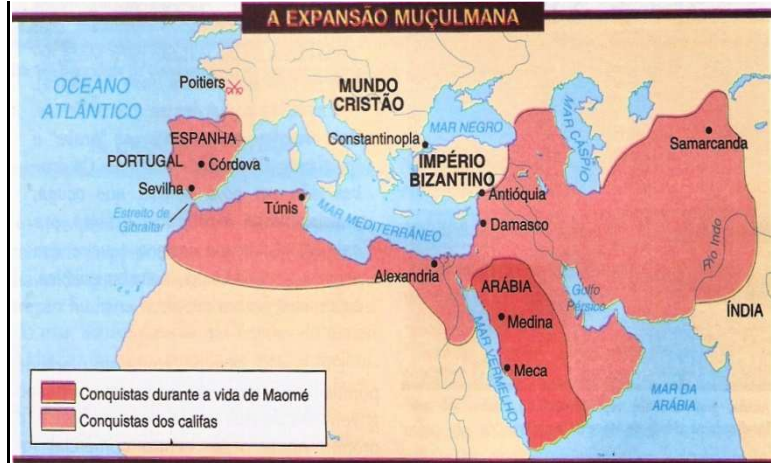 A EXPANSÃO MUÇULMANA
OCEANO
ATLÂNTICO
Poitiers
MUNDO
CRISTÃO
MAR NEGRO
Constantinopla
IMPÉRIO
BIZANTINO
MAR CÁSPIO
Samarcanda
ESPANHA
PORTUGAL
Córdova
Sevilha
Estreito de
Gibraltar
Túnis
MAR MEDITERRÂNEO
Antióquia
Damasco
Alexandria
ARÁBIA
Medina
Meca
MAR VERMELHO
Golfo
Pérsico
Rio Indo
ÍNDIA
MAR DA
ARÁBIA
Conquistas durante a vida de Maomé
Conquistas dos califas